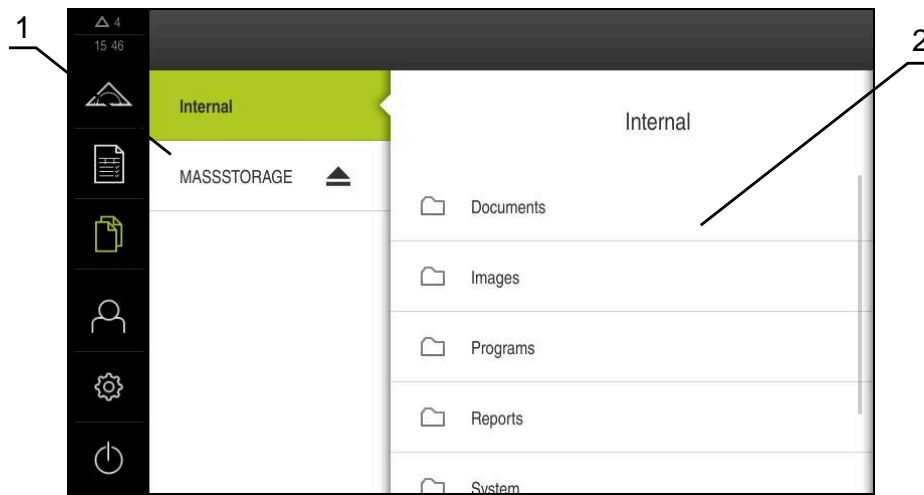 1
2
4
15 46
Internal
MASSSTORAGE
Internal
Documents
Images
Programs
Reports
System